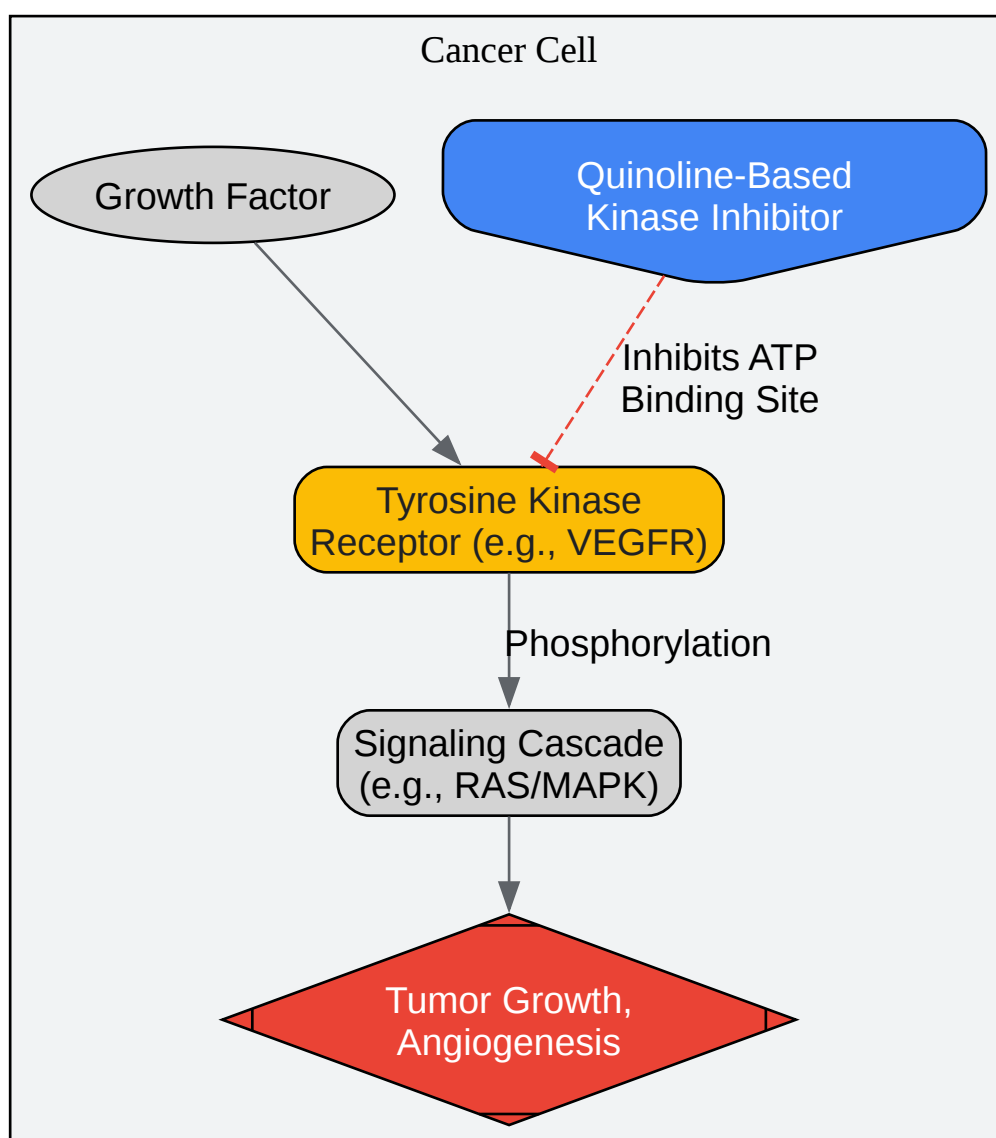 Cancer Cell
Growth Factor
Quinoline-Based
Kinase Inhibitor
Inhibits ATP
Binding Site
Tyrosine Kinase
Receptor (e.g., VEGFR)
Phosphorylation
Signaling Cascade
(e.g., RAS/MAPK)
Tumor Growth,
Angiogenesis